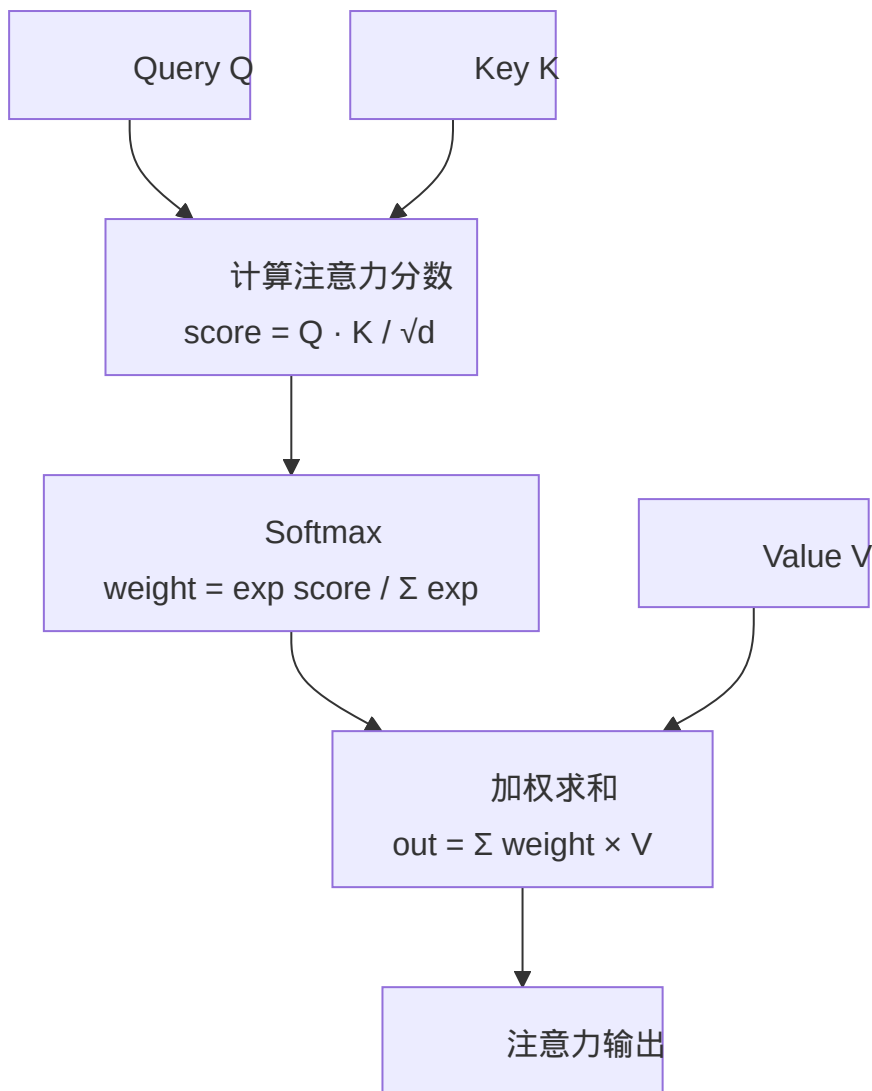 Query Q
Key K
计算注意力分数
score = Q · K / √d
Softmax
weight = exp score / Σ exp
Value V
加权求和
out = Σ weight × V
注意力输出